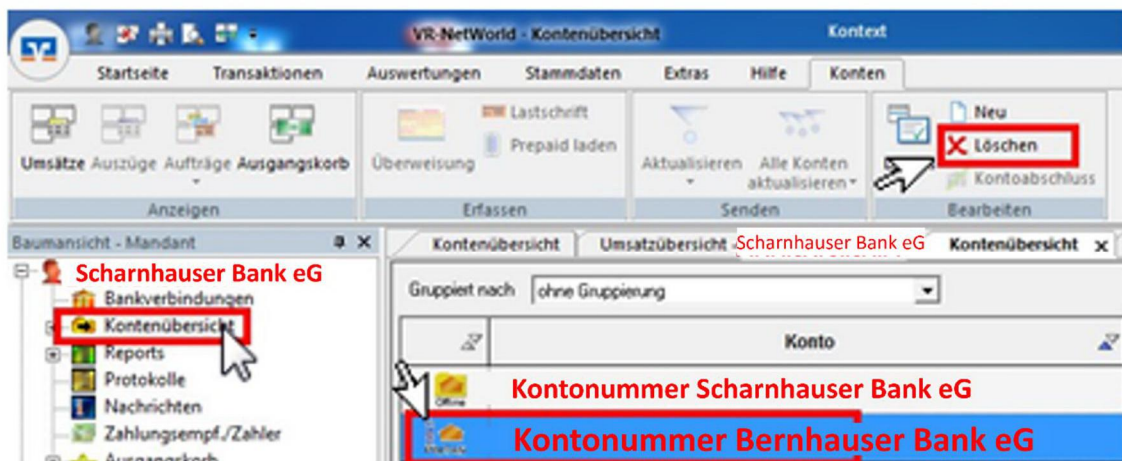 VR-NetWorld - Kontenübersicht Kontext
Startseite Transaktionen Auswertungen Stammdaten Extras Hilfe Konten
Umsätze Auszüge Aufträge Ausgangskorb
Anzeigen
Überweisung Lastschrift
Prepaid laden
Erfassen
Aktualisieren Alle Konten
aktualisieren
Senden
Neu
Löschen
Kontoabschluss
Bearbeiten
Baumansicht - Mandant
Scharnhauser Bank eG
Bankverbindungen
Kontenübersicht
Reports
Protokolle
Nachrichten
Zahlungsempf./Zahler
Ausgangskorb
Kontenübersicht Umsatzübersicht - Scharnhauser Bank eG Kontenübersicht x
Gruppiert nach ohne Gruppierung
Konto
Offline Kontonummer Scharnhauser Bank eG
Kontonummer Bernhauser Bank eG